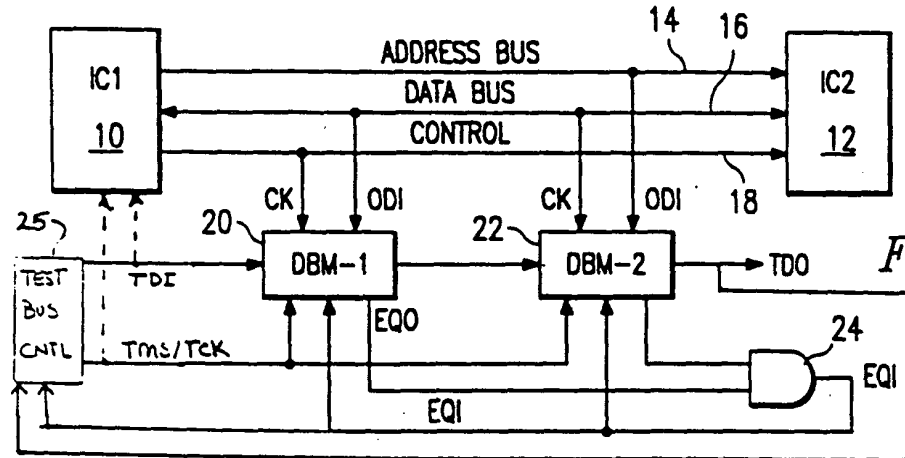 14
16
ADDRESS BUS
IC1
10
DATA BUS
IC2
12
CONTROL
18
CK
ODI
CK
ODI
25
20
22
TEST
BUS
CNTL
TDI
DBM-1
DBM-2
TDO
F
EQO
TMS/TCK
24
EQI
EQI